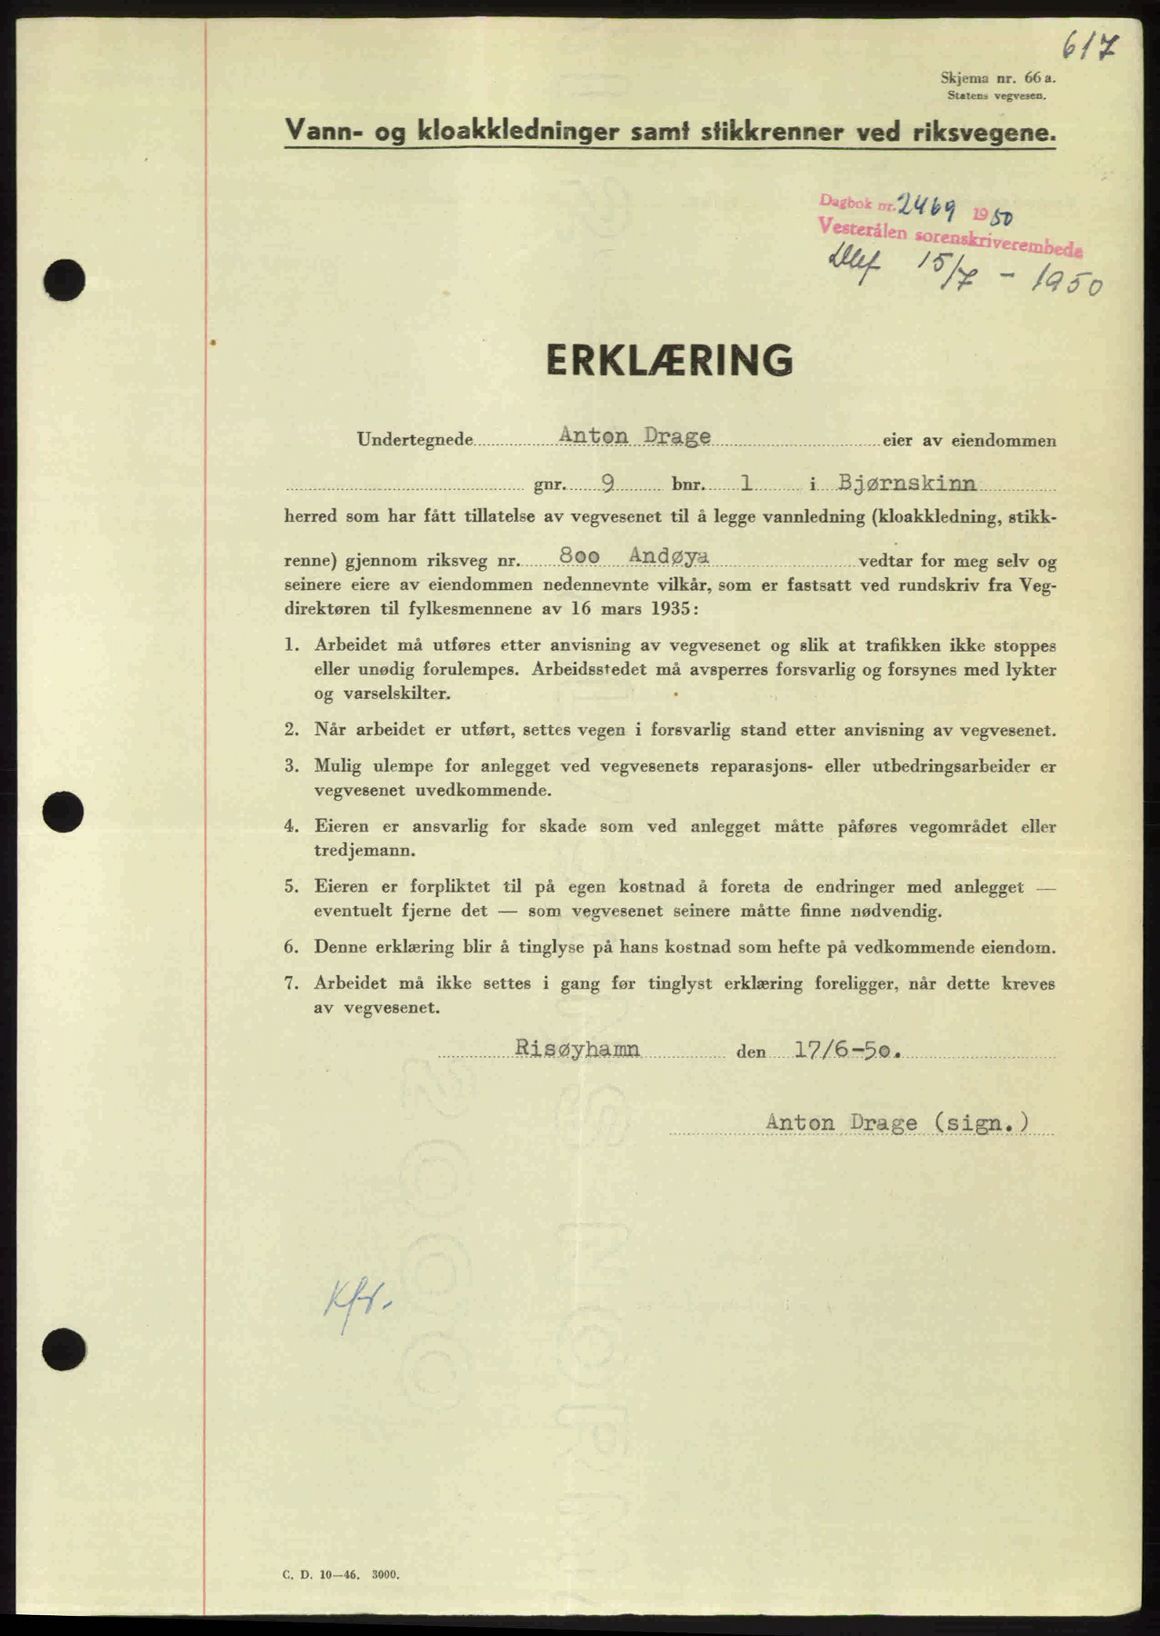 617
Skjema nr. 66 a.
Statens vegvesen.
Vann- og kloakkledninger samt stikkrenner ved riksvegene.
Dagbok nr. 2469 1950
Vesterålen sorenskriverembede
15/7 - 1950
ERKLÆRING
Undertegnede Anton Drage eier av eiendommen
gnr. 9 bnr. 1 i Bjørnskinn
herred som har fått tillatelse av vegvesenet til å legge vannledning (kloakkledning, stikk-
renne) gjennom riksveg nr. 800 Andøya vedtar for meg selv og
seinere eiere av eiendommen nedennevnte vilkår, som er fastsatt ved rundskriv fra Veg-
direktøren til fylkesmennene av 16 mars 1935:
1. Arbeidet må utføres etter anvisning av vegvesenet og slik at trafikken ikke stoppes
eller unødig forulempes. Arbeidsstedet må avsperres forsvarlig og forsynes med lykter
og varselskilter.
2. Når arbeidet er utført, settes vegen i forsvarlig stand etter anvisning av vegvesenet.
3. Mulig ulempe for anlegget ved vegvesenets reparasjons- eller utbedringsarbeider er
vegvesenet uvedkommende.
4. Eieren er ansvarlig for skade som ved anlegget måtte påføres vegområdet eller
tredjemann.
5. Eieren er forpliktet til på egen kostnad å foreta de endringer med anlegget —
eventuelt fjerne det — som vegvesenet seinere måtte finne nødvendig.
6. Denne erklæring blir å tinglyse på hans kostnad som hefte på vedkommende eiendom.
7. Arbeidet må ikke settes i gang før tinglyst erklæring foreligger, når dette kreves
av vegvesenet.
Risøyhamn den 17/6-50.
Anton Drage (sign.)
Kfr.
C. D. 10—46. 3000.